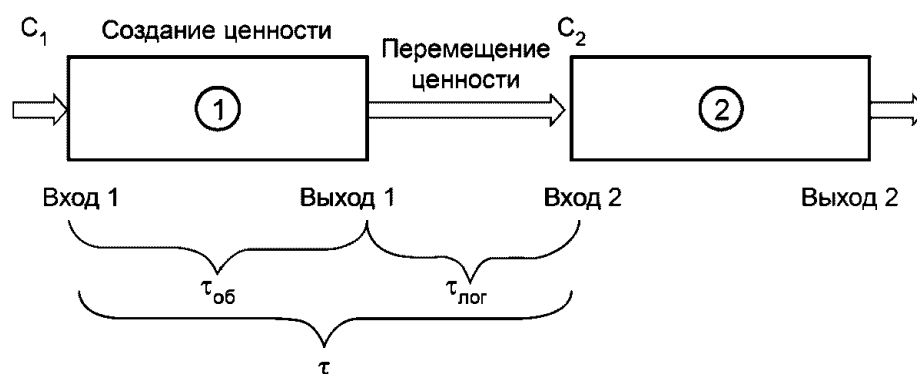 C₁
Создание ценности
Перемещение
ценности
C₂
1
2
Вход 1
Выход 1
Вход 2
Выход 2
τоб
τлог
τ